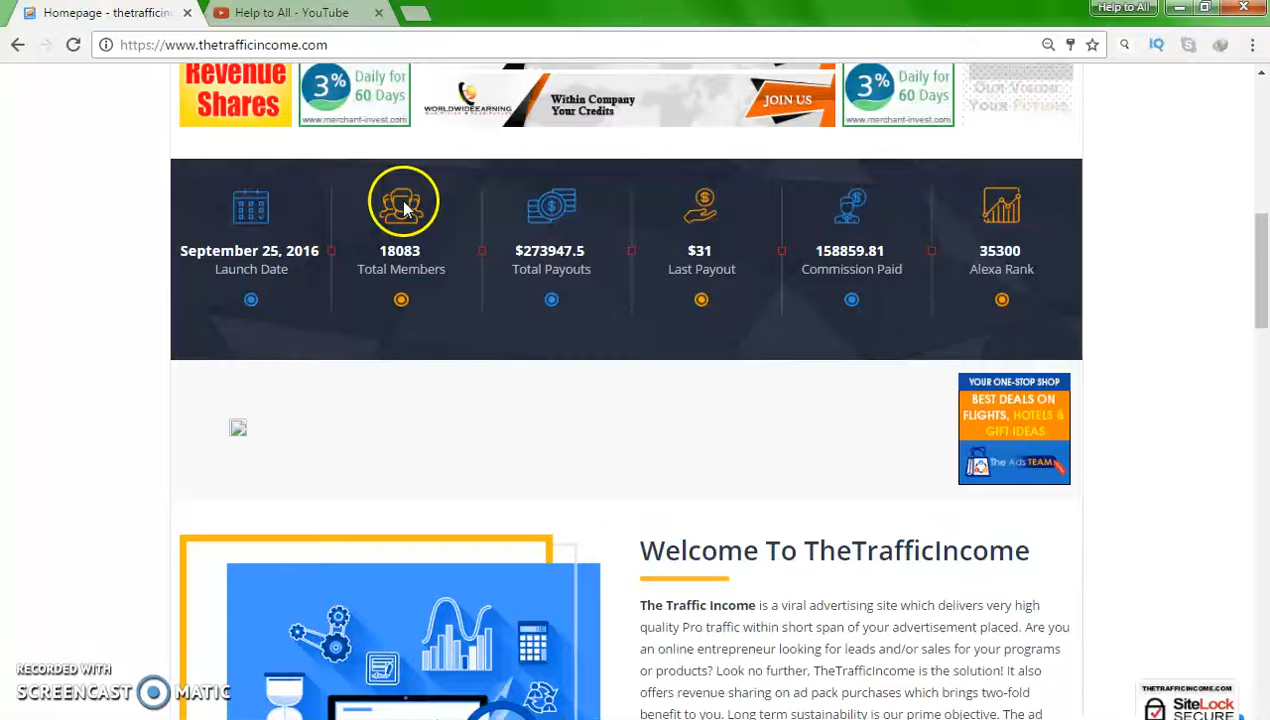 Homepage - thetrafficin
Help to All - YouTube
Help to All
https://www.thetrafficincome.com
Revenue
Shares
3%
Daily for
60 Days
www.merchant-invest.com
WORLDWIDEEARNING
Within Company
Your Credits
JOIN US
3%
Daily for
60 Days
www.merchant-invest.com
September 25, 2016
Launch Date
18083
Total Members
$273947.5
Total Payouts
$31
Last Payout
158859.81
Commission Paid
35300
Alexa Rank
YOUR ONE-STOP SHOP
BEST DEALS ON
FLIGHTS, HOTELS &
GIFT IDEAS
The Ads TEAM
Welcome To TheTrafficIncome
The Traffic Income is a viral advertising site which delivers very high
quality Pro traffic within short span of your advertisement placed. Are you
an online entrepreneur looking for leads and/or sales for your programs
or products? Look no further, TheTrafficIncome is the solution! It also
offers revenue sharing on ad pack purchases which brings two-fold
benefit to you. Long term sustainability is our prime objective. The ad
RECORDED WITH
SCREENCAST MATIC
THETRAFFICINCOME.COM
SiteLock
SECURE